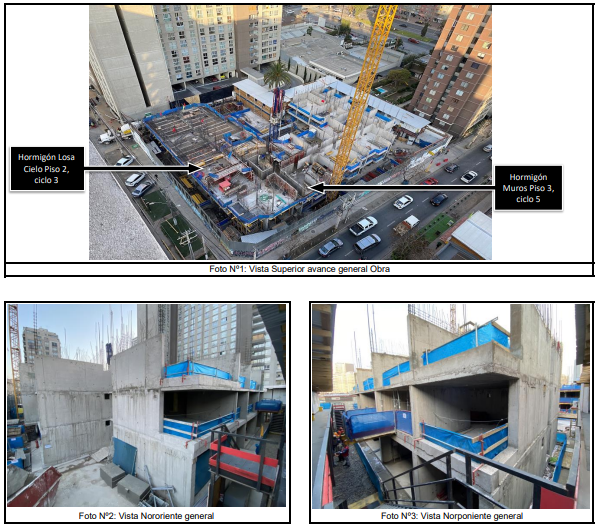 Hormigón Losa
Cielo Piso 2,
ciclo 3
Hormigón
Muros Piso 3,
ciclo 5
Foto Nº1: Vista Superior avance general Obra
Foto Nº2: Vista Nororiente general
Foto Nº3: Vista Norponiente general